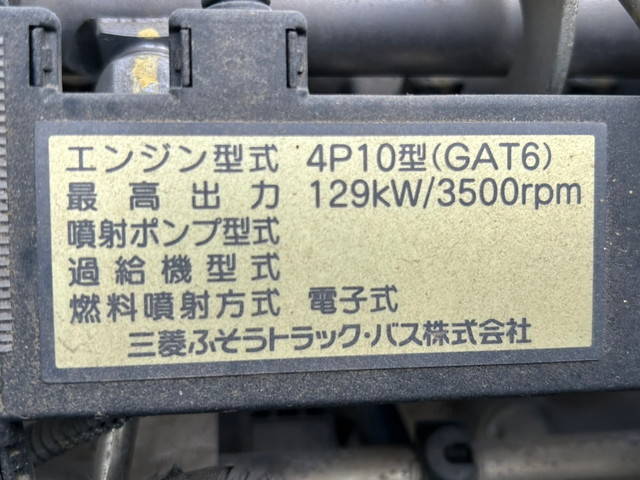 エンジン型式 4P10型(GAT6)
最高出力 129kW/3500rpm
噴射ポンプ型式
過給機型式
燃料噴射方式 電子式
三菱ふそうトラック・バス株式会社